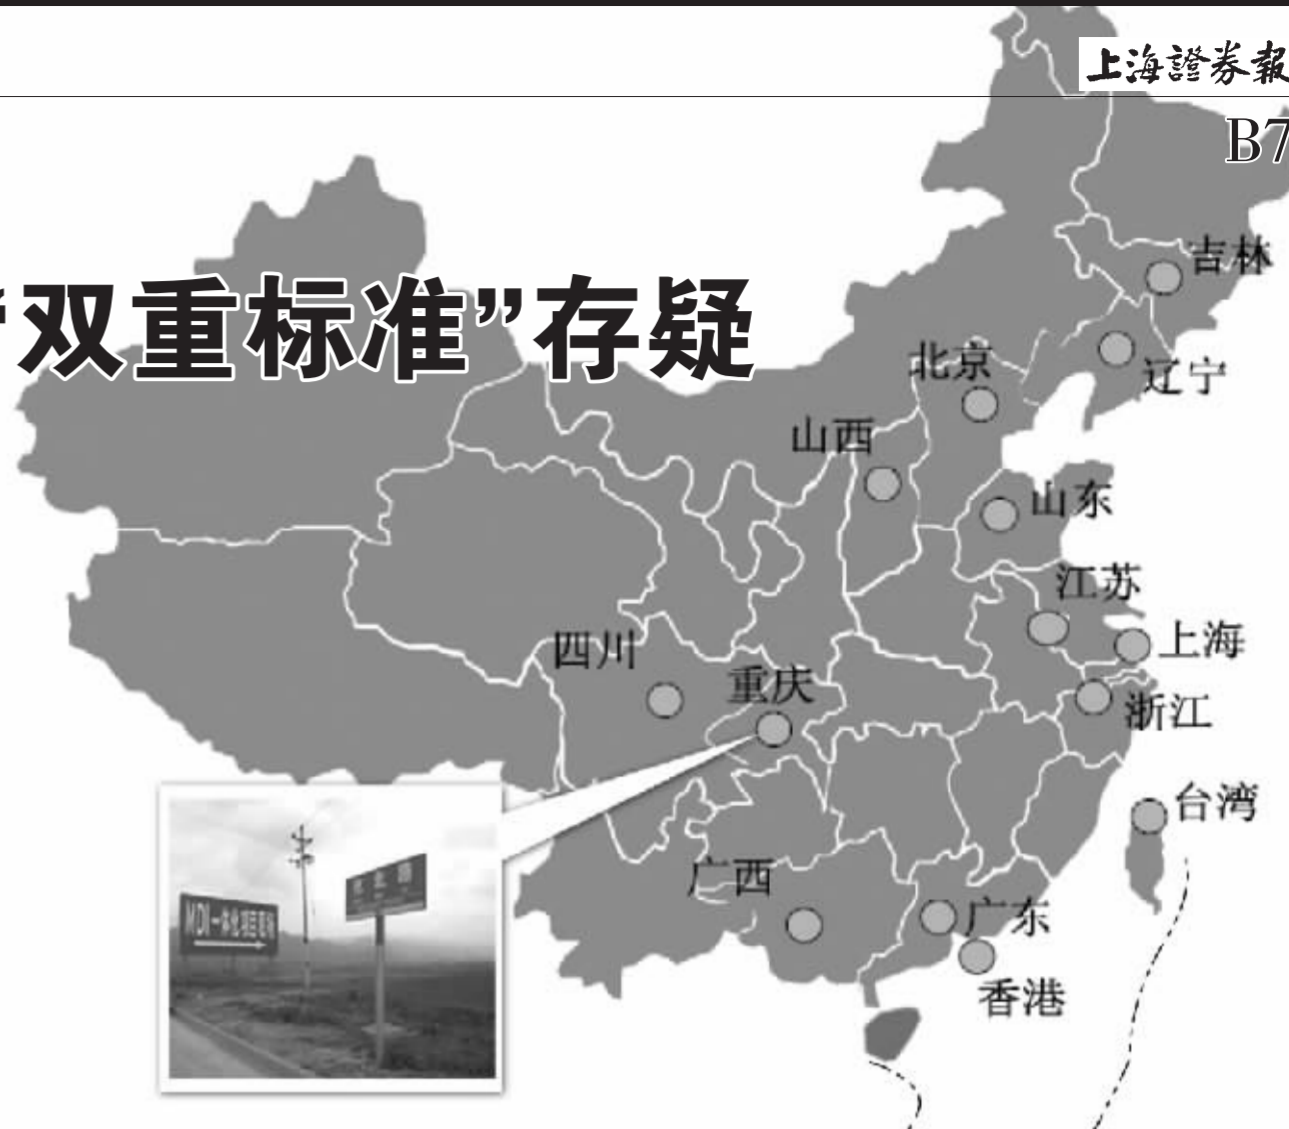 上海證券報
B7
“双重标准”存疑
吉林
辽宁
北京
山西
山东
江苏
上海
四川
重庆
浙江
台湾
广西
广东
香港
MDI一体化项目